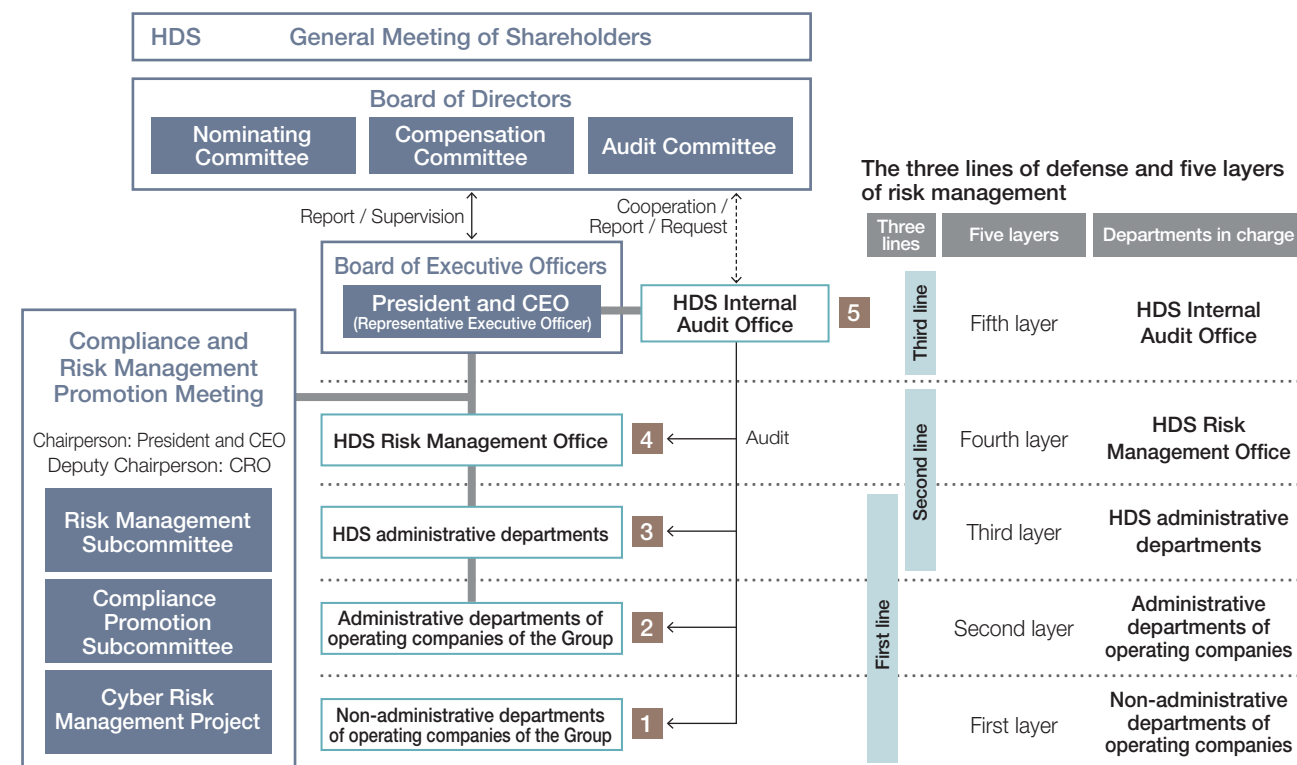 HDS General Meeting of Shareholders
Board of Directors
Nominating
Committee
Compensation
Committee
Audit Committee
Report / Supervision
Cooperation /
Report / Request
Board of Executive Officers
President and CEO
(Representative Executive Officer)
HDS Internal
Audit Office
5
Compliance and
Risk Management
Promotion Meeting
Chairperson: President and CEO
Deputy Chairperson: CRO
Risk Management
Subcommittee
Compliance
Promotion
Subcommittee
Cyber Risk
Management Project
HDS Risk Management Office
4
Audit
HDS administrative departments
3
Administrative departments of
operating companies of the Group
2
Non-administrative departments
of operating companies of the Group
1
The three lines of defense and five layers
of risk management
Three
lines
Five layers
Departments in charge
Third line
Fifth layer
HDS Internal
Audit Office
Second line
Fourth layer
HDS Risk
Management Office
Third layer
HDS administrative
departments
First line
Second layer
Administrative
departments of
operating companies
First layer
Non-administrative
departments of
operating companies